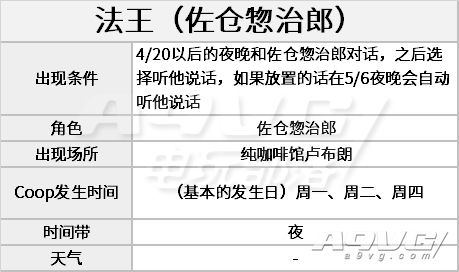 法王（佐仓惣治郎）
出现条件
4/20以后的夜晚和佐仓惣治郎对话，之后选
择听他说话，如果放置的话在5/6夜晚会自动
听他说话
角色
佐仓惣治郎
出现场所
纯咖啡馆卢布朗
Coop发生时间
（基本的发生日）周一、周二、周四
时间带
夜
天气
-
A9VG
电玩部落
A9VG
a9vg.com